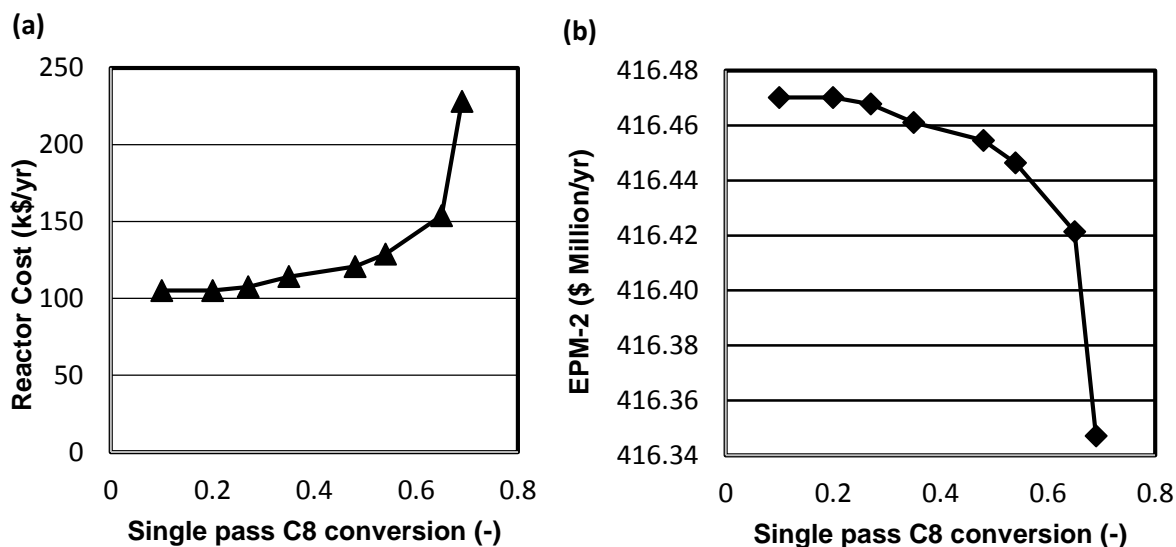 (a)
250
200
150
100
50
0
0 0.2 0.4 0.6 0.8
Reactor Cost (k$/yr)
Single pass C8 conversion (-)
(b)
416.48
416.46
416.44
416.42
416.40
416.38
416.36
416.34
0 0.2 0.4 0.6 0.8
EPM-2 ($ Million/yr)
Single pass C8 conversion (-)